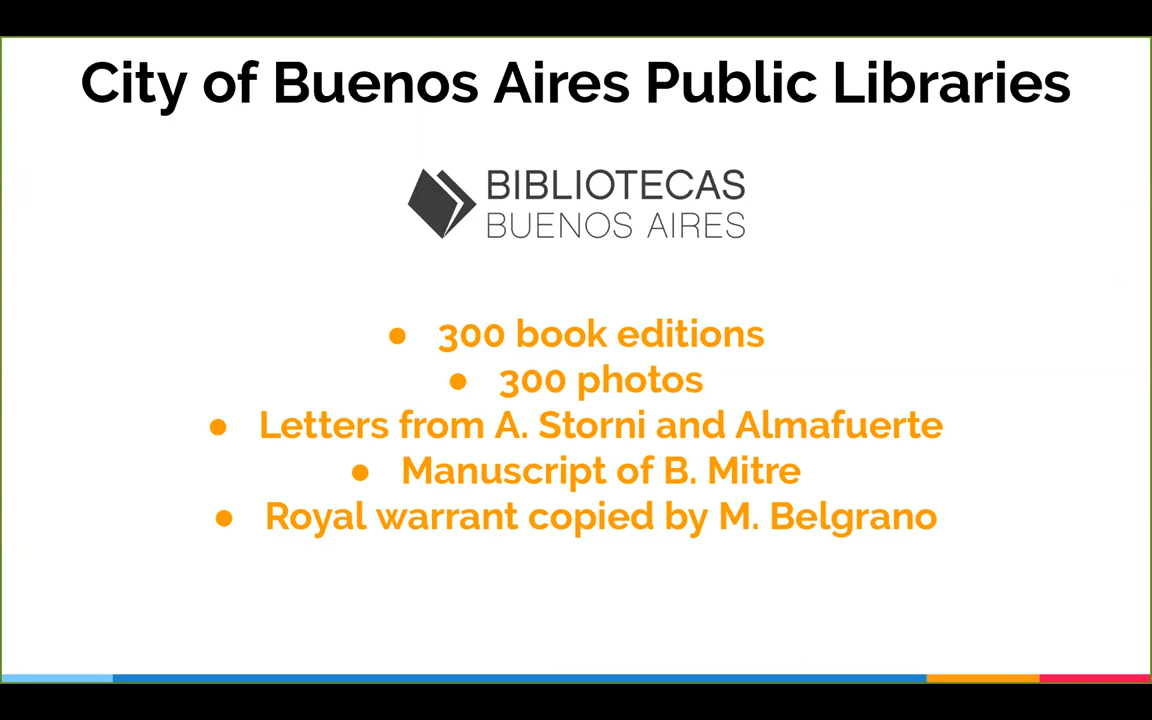 City of Buenos Aires Public Libraries
BIBLIOTECAS
BUENOS AIRES
● 300 book editions
● 300 photos
● Letters from A. Storni and Almafuerte
● Manuscript of B. Mitre
● Royal warrant copied by M. Belgrano